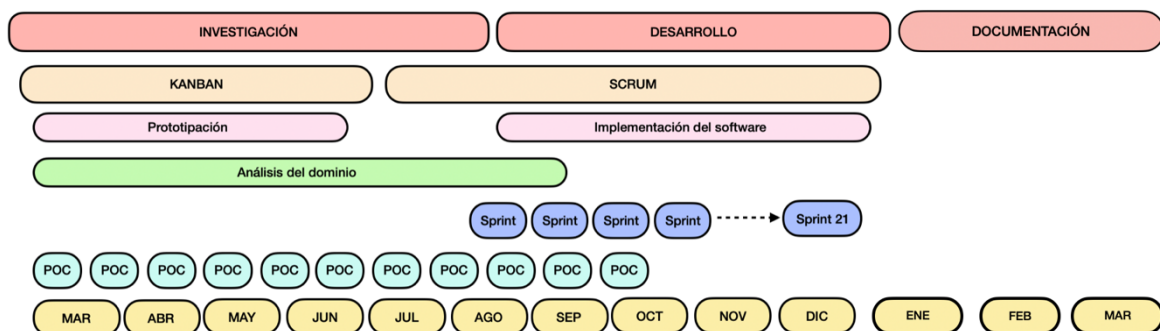 INVESTIGACIÓN DESARROLLO DOCUMENTACIÓN
KANBAN SCRUM
Prototipación Implementación del software
Análisis del dominio
Sprint Sprint Sprint Sprint Sprint 21
POC POC POC POC POC POC POC POC POC POC POC
MAR ABR MAY JUN JUL AGO SEP OCT NOV DIC ENE FEB MAR